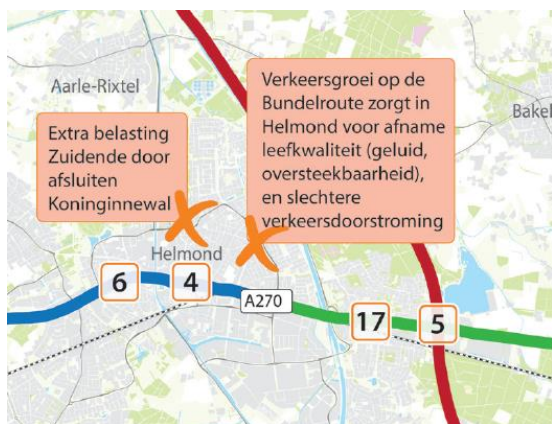 Aarle-Rixtel
Bakel
Extra belasting
Zuidende door
afsluiten
Koninginnewal
Verkeersgroei op de
Bundelroute zorgt in
Helmond voor afname
leefkwaliteit (geluid,
oversteekbaarheid),
en slechtere
verkeersdoorstroming
Helmond
6
4
A270
17
5